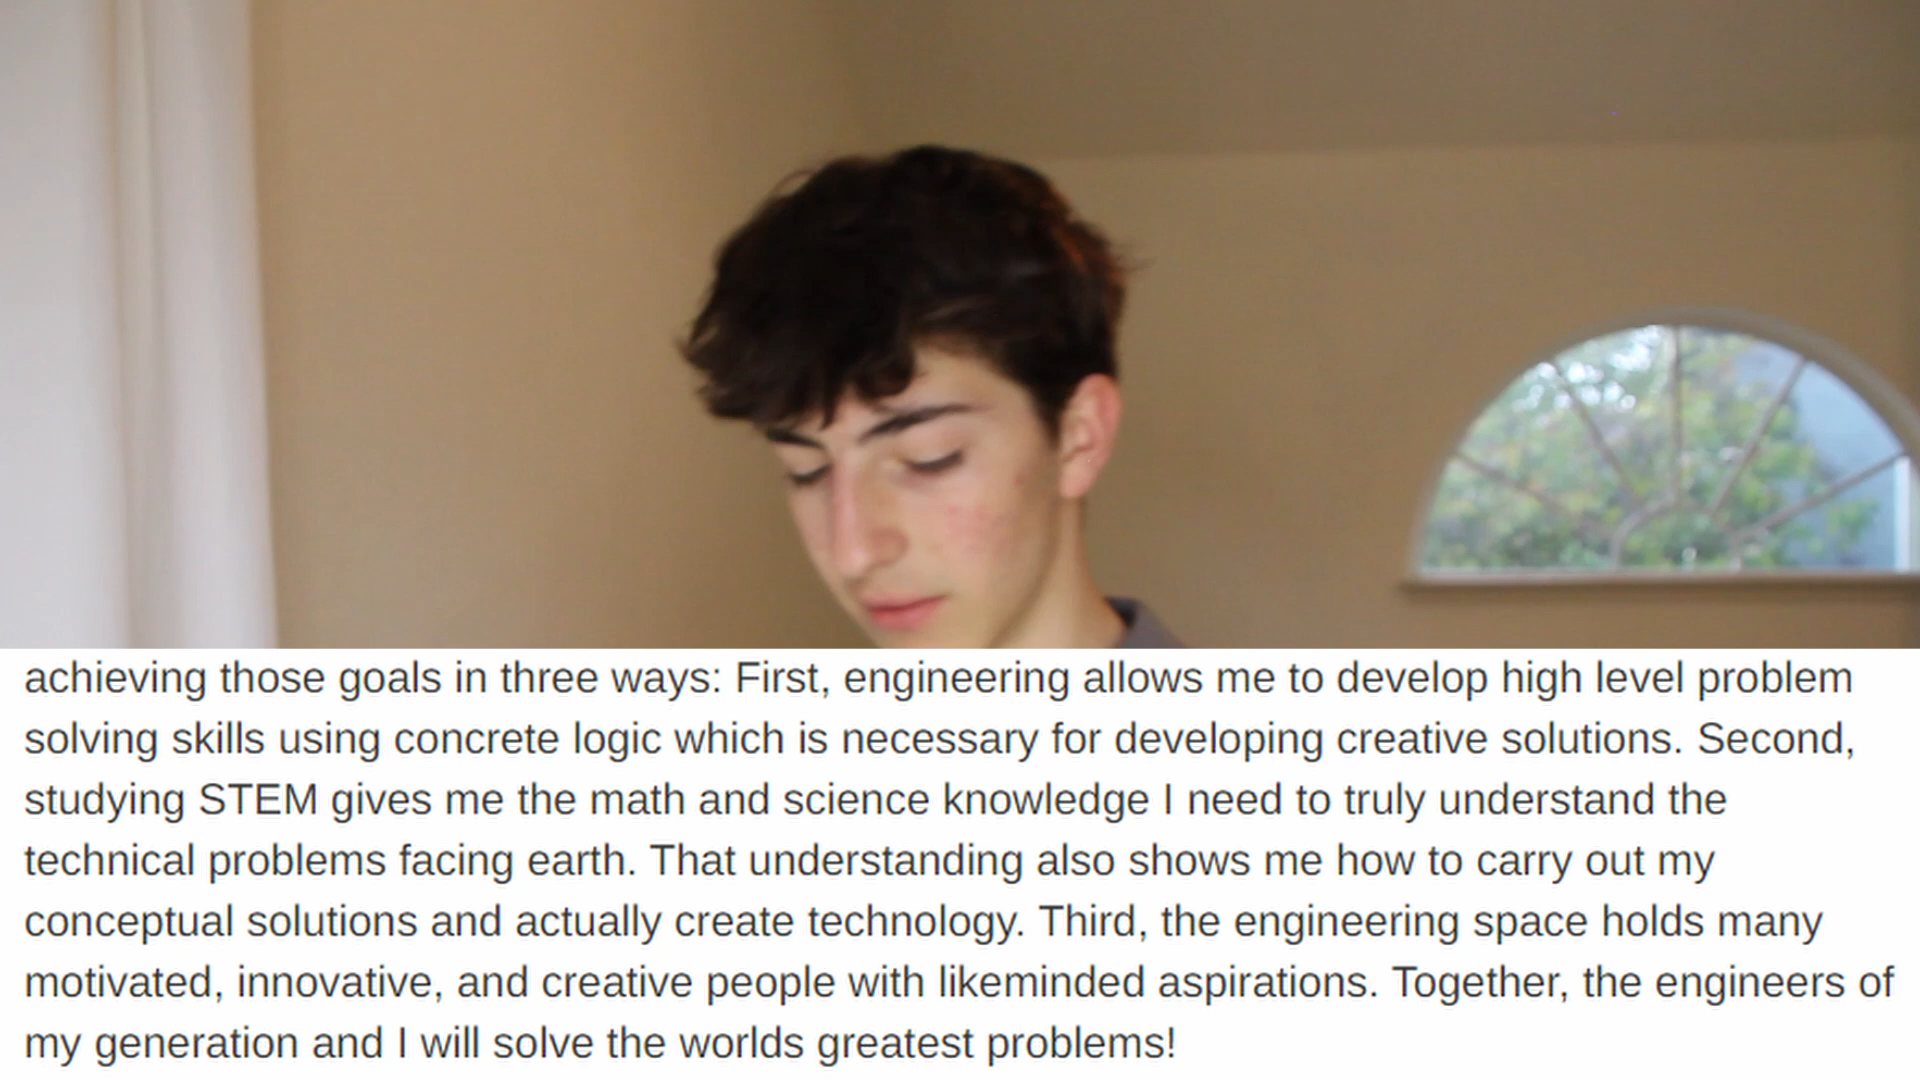 achieving those goals in three ways: First, engineering allows me to develop high level problem
solving skills using concrete logic which is necessary for developing creative solutions. Second,
studying STEM gives me the math and science knowledge I need to truly understand the
technical problems facing earth. That understanding also shows me how to carry out my
conceptual solutions and actually create technology. Third, the engineering space holds many
motivated, innovative, and creative people with likeminded aspirations. Together, the engineers of
my generation and I will solve the worlds greatest problems!